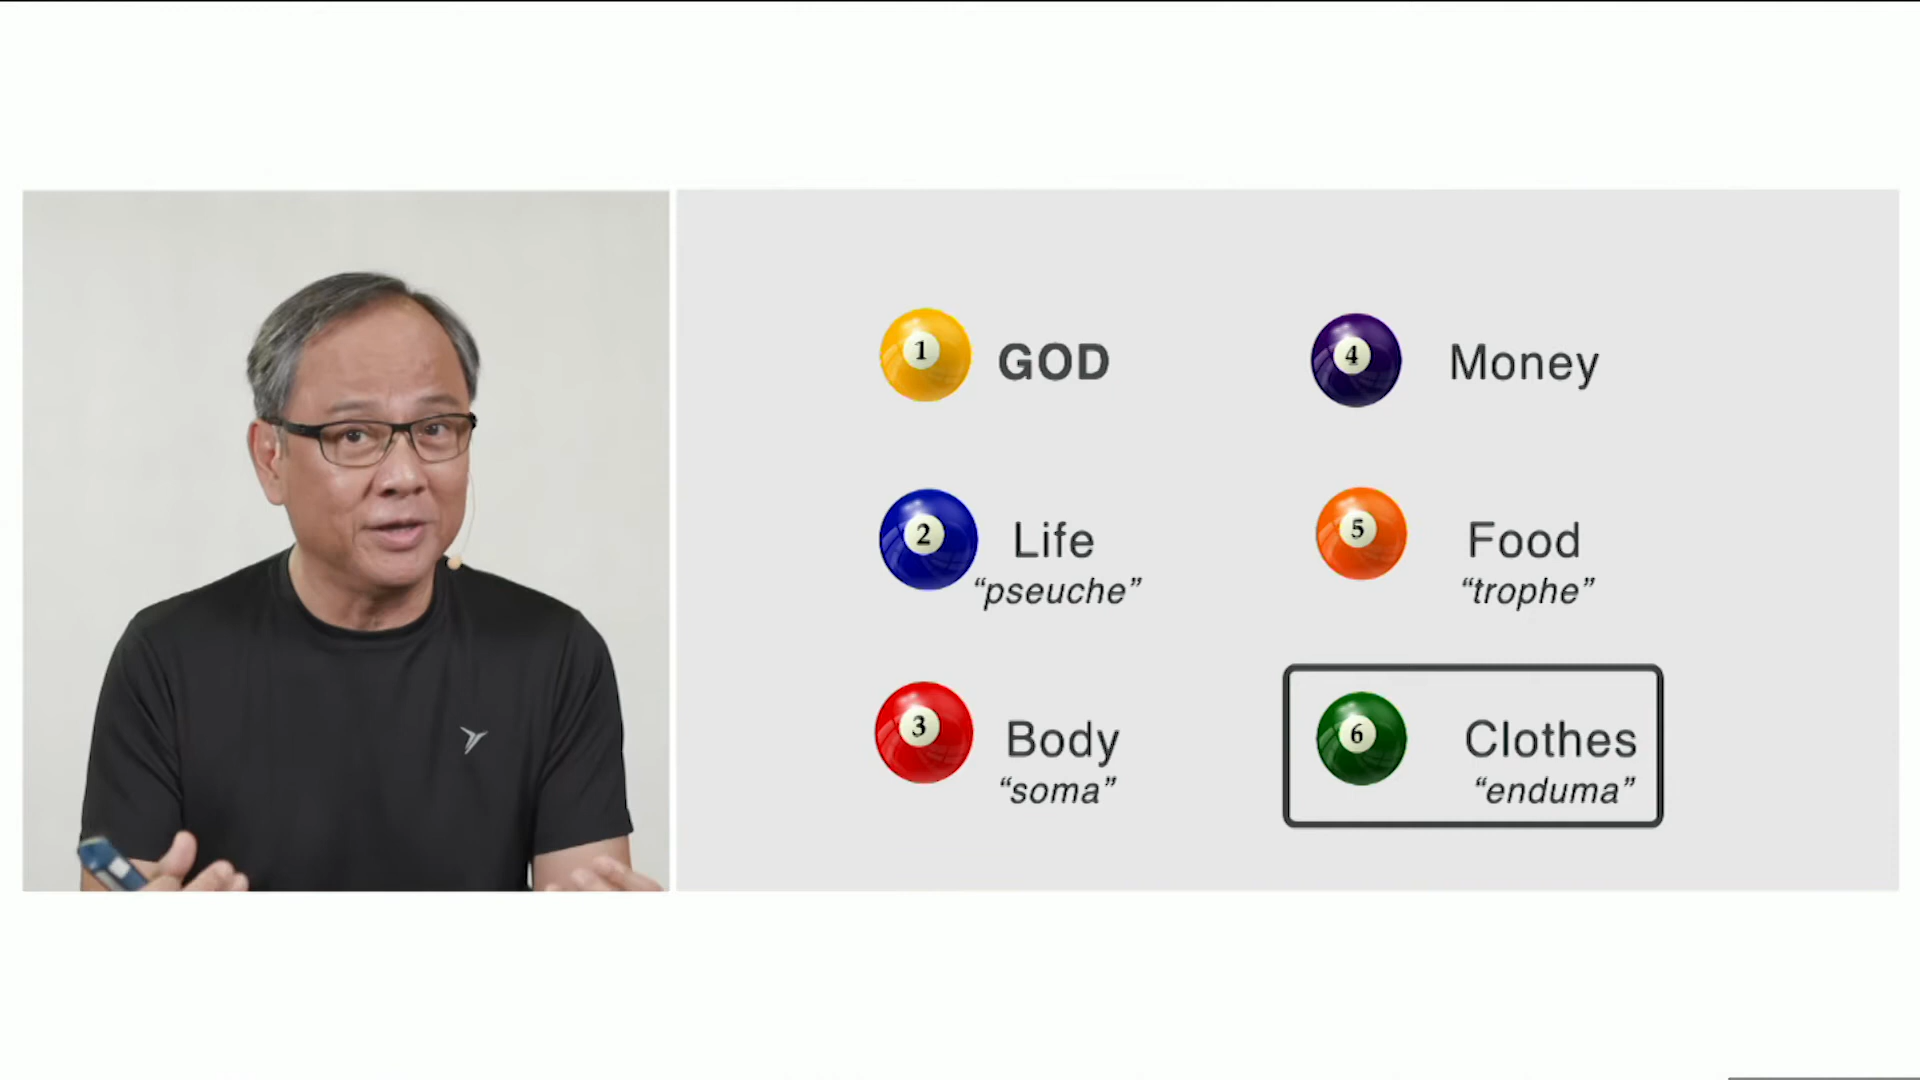 1 GOD
2 Life
“pseuche”
3 Body
“soma”
4 Money
5 Food
“trophe”
6 Clothes
“enduma”